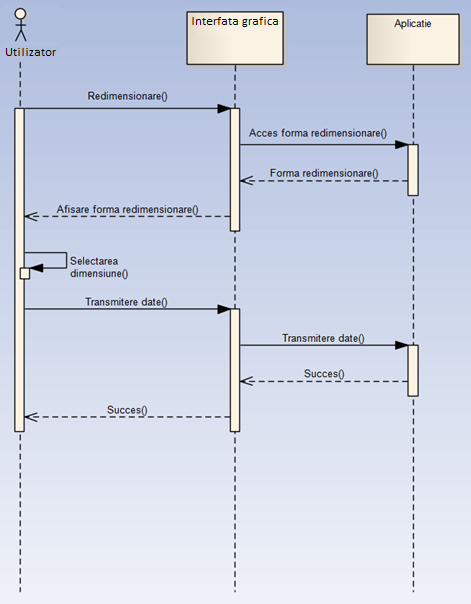 Utilizator
Interfata grafica
Aplicatie
Redimensionare()
Acces forma redimensionare()
Forma redimensionare()
Afisare forma redimensionare()
Selectarea
dimensiune()
Transmitere date()
Transmitere date()
Succes()
Succes()